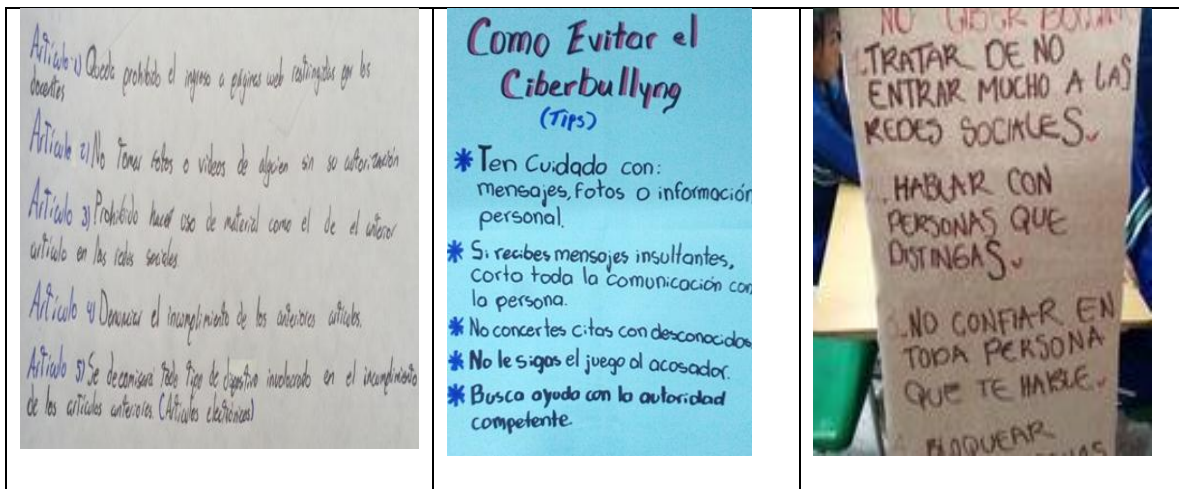 Artículo 1) Queda prohibido el ingreso a páginas web restringidas por los
docentes
Artículo 2) No tomar fotos o videos de alguien sin su autorización
Artículo 3) Prohibido hacer uso de material como el de el anterior
artículo en las redes sociales
Artículo 4) Denunciar el incumplimiento de los anteriores artículos.
Artículo 5) Se decomisara todo tipo de dispositivo involucrado en el incumplimiento
de los artículos anteriores. (Artículos electrónicos)
Como Evitar el
Ciberbullyng
(Tips)
* Ten Cuidado con:
mensajes, fotos o información
personal.
* Si recibes mensajes insultantes,
corta toda la comunicación con
la persona.
* No concertes citas con desconocidos
* No le sigas el juego al acosador.
* Busca ayuda con la autoridad
competente.
NO CIBER
.TRATAR DE NO
ENTRAR MUCHO A LAS
REDES SOCIALES
. HABLAR CON
PERSONAS QUE
DISTINGAS
.NO CONFIAR EN
TODA PERSONA
QUE TE HABLE
BLOQUEAR